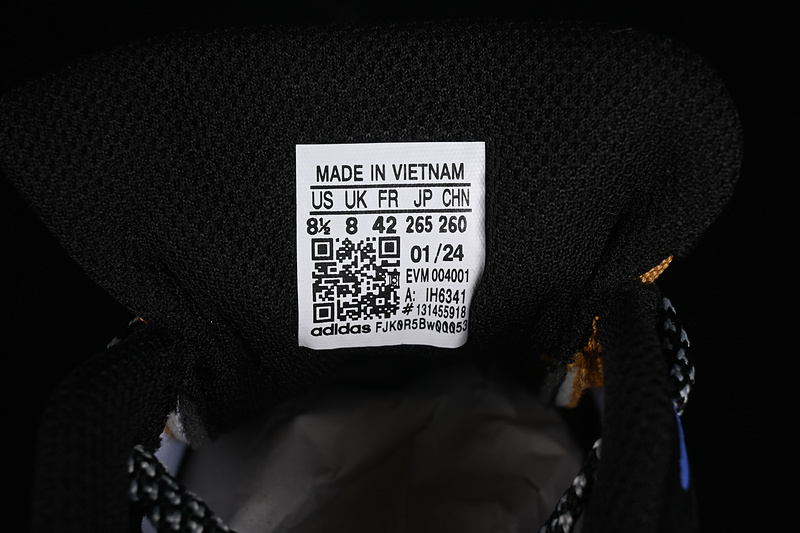 MADE IN VIETNAM
US UK FR JP CHN
8½ 8 42 265 260
01/24
EVM 004001
A: IH6341
#131455918
adidas FJK0R5BwQQQ53